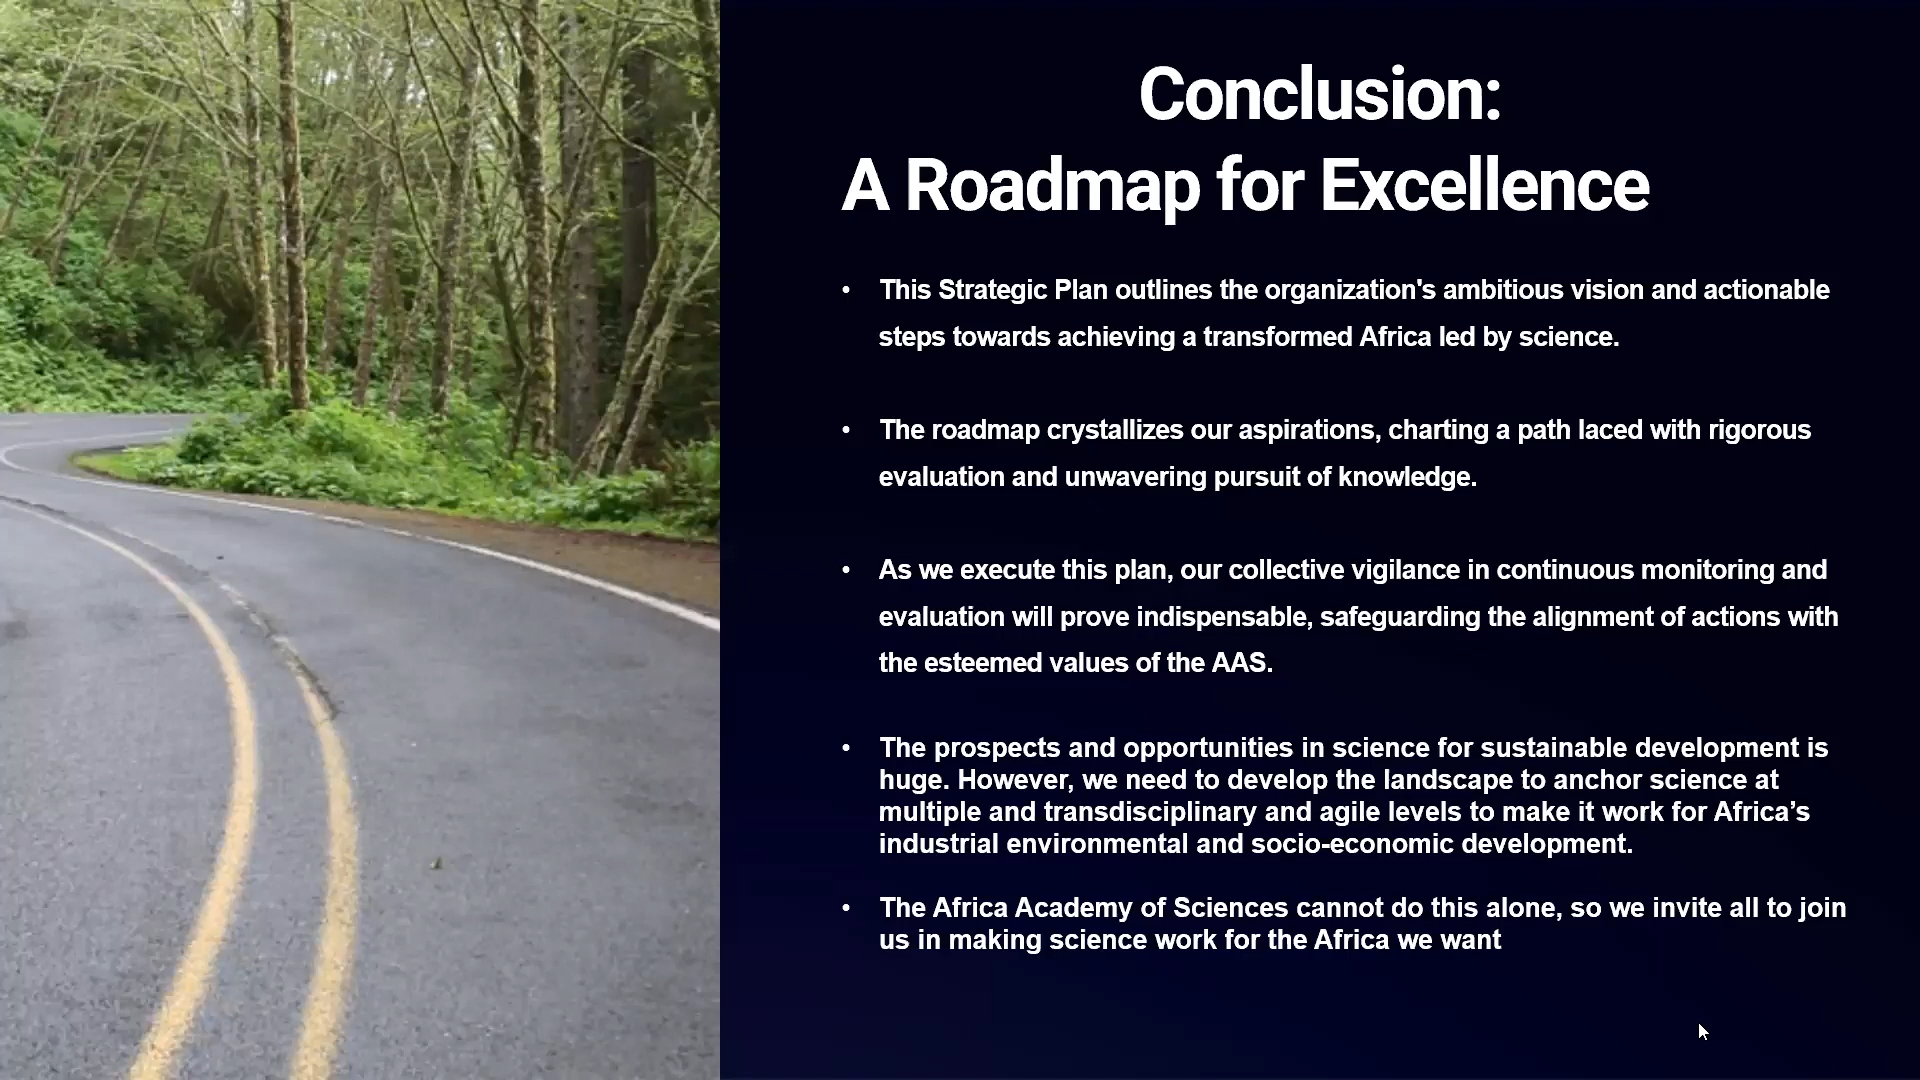 Conclusion:
A Roadmap for Excellence
• This Strategic Plan outlines the organization's ambitious vision and actionable
steps towards achieving a transformed Africa led by science.
• The roadmap crystallizes our aspirations, charting a path laced with rigorous
evaluation and unwavering pursuit of knowledge.
• As we execute this plan, our collective vigilance in continuous monitoring and
evaluation will prove indispensable, safeguarding the alignment of actions with
the esteemed values of the AAS.
• The prospects and opportunities in science for sustainable development is
huge. However, we need to develop the landscape to anchor science at
multiple and transdisciplinary and agile levels to make it work for Africa’s
industrial environmental and socio-economic development.
• The Africa Academy of Sciences cannot do this alone, so we invite all to join
us in making science work for the Africa we want